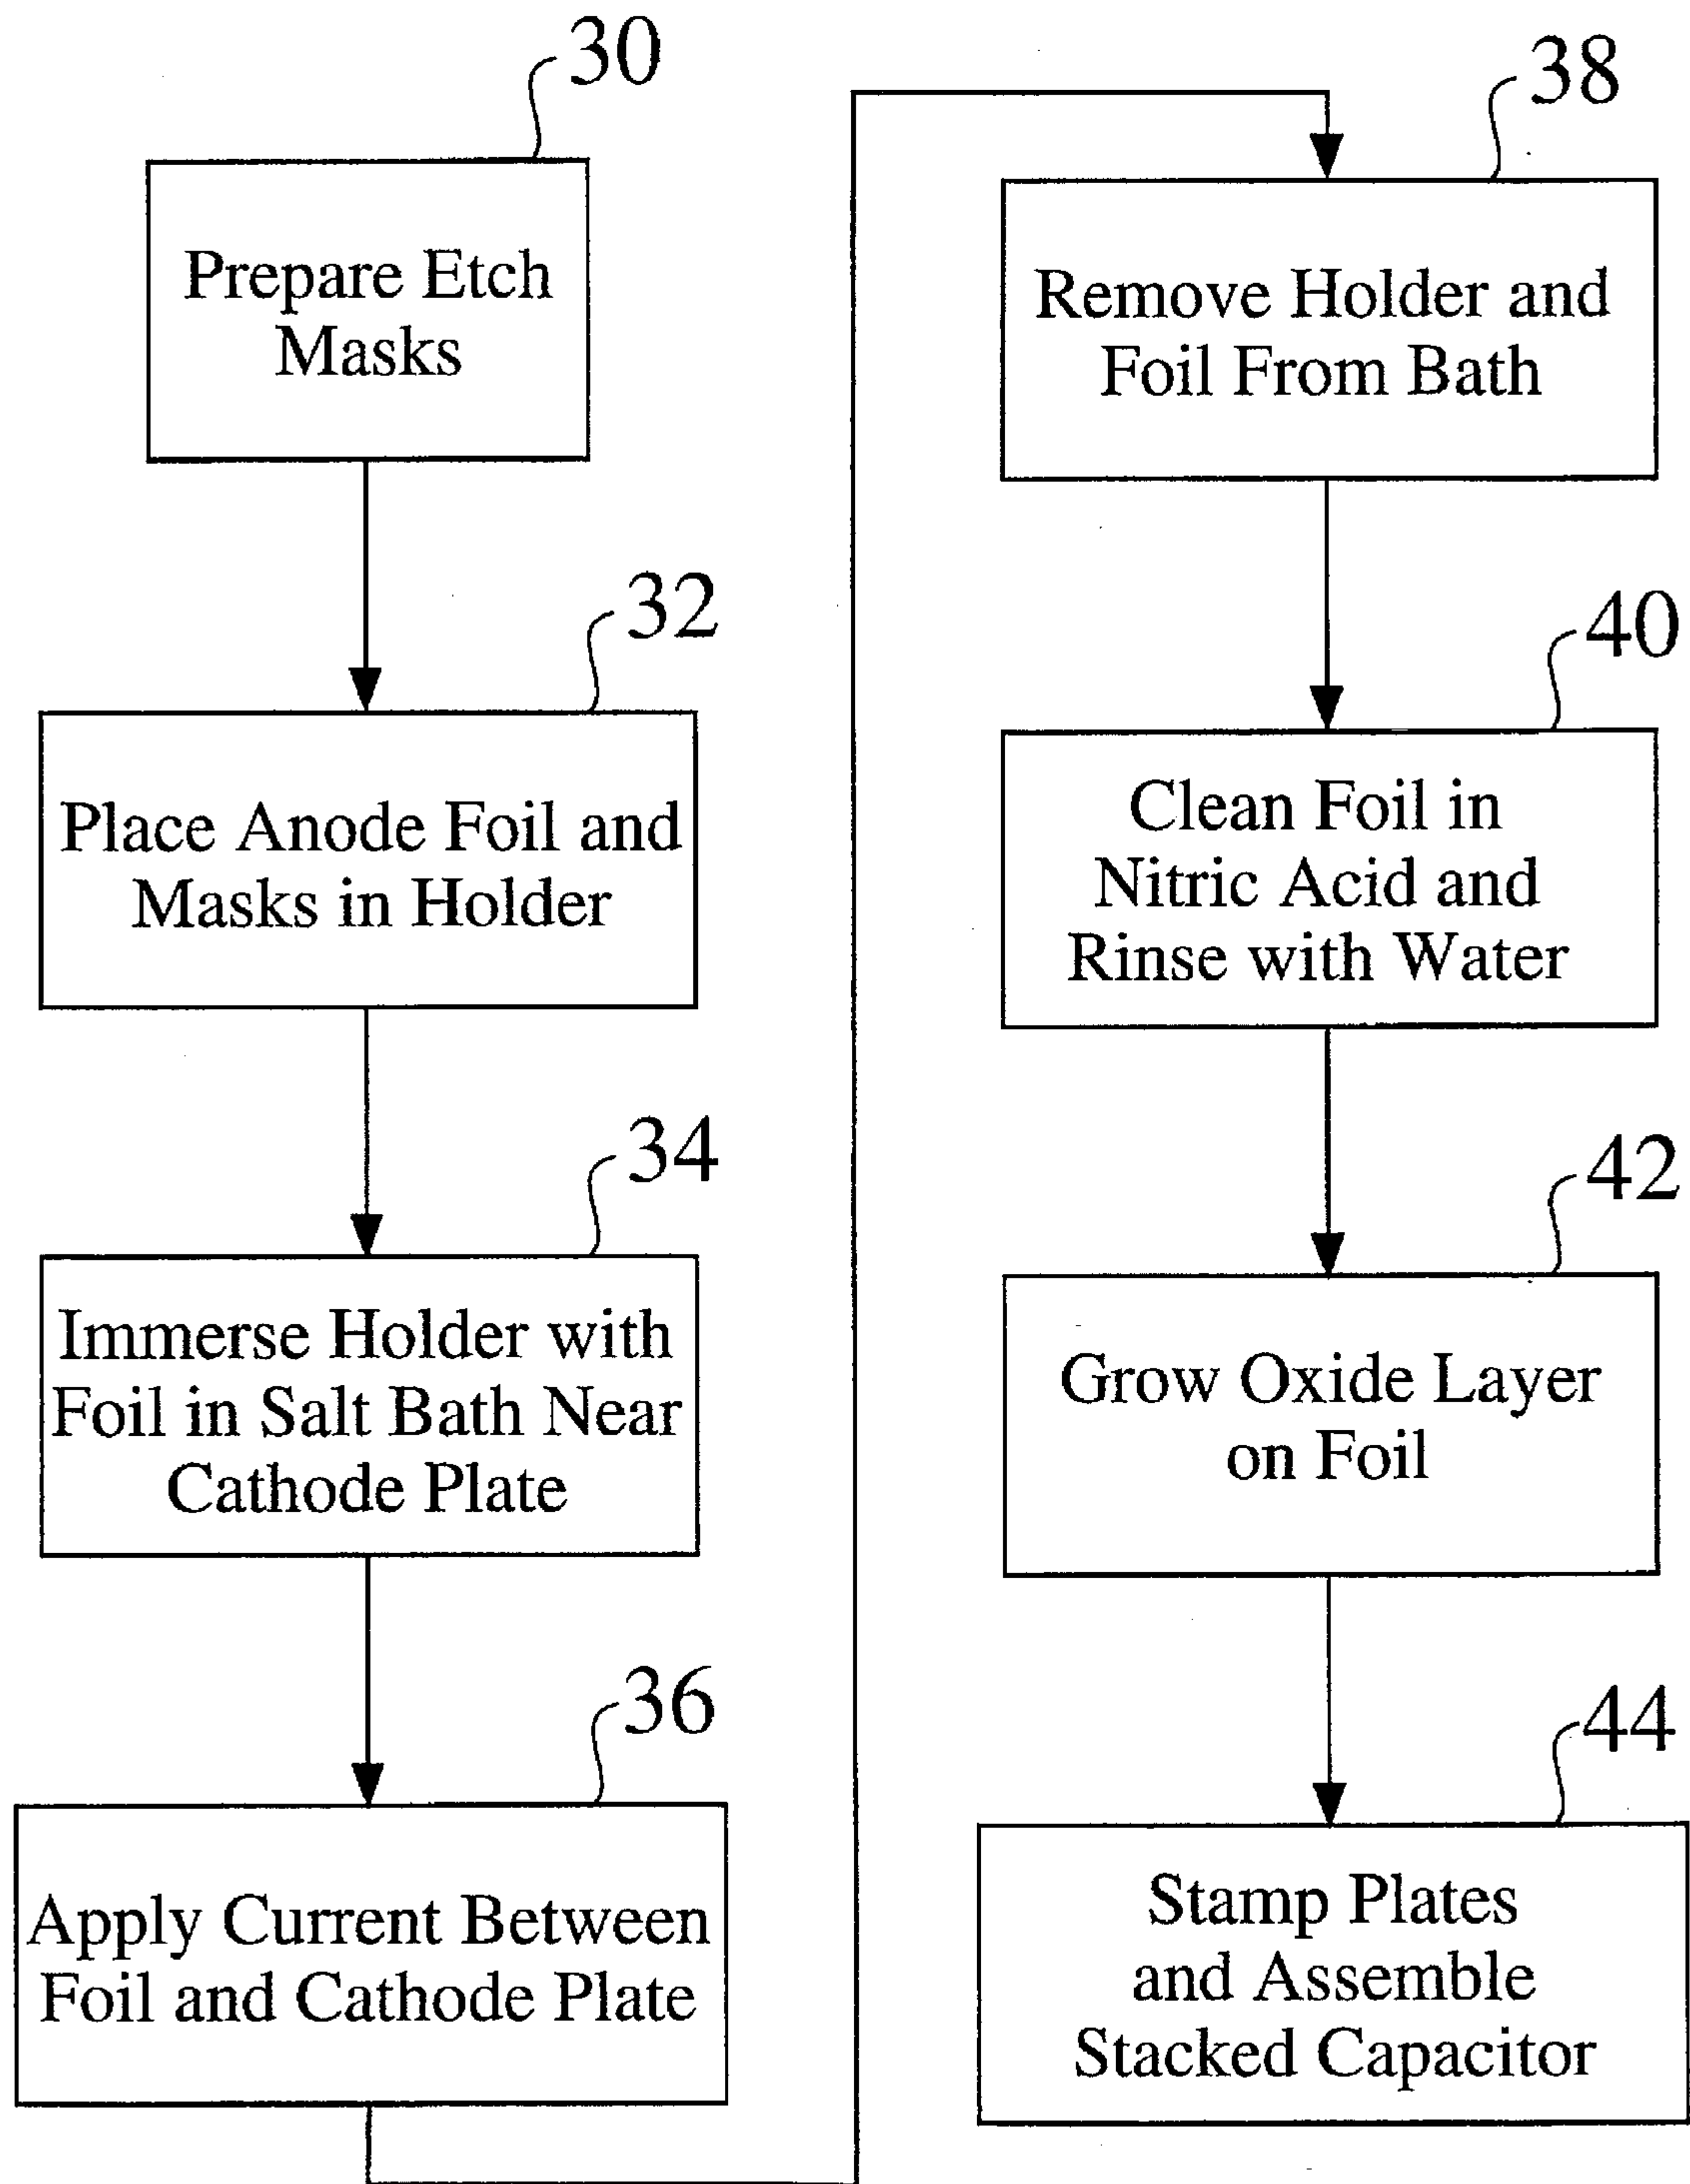 30
Prepare Etch
Masks
32
Place Anode Foil and
Masks in Holder
34
Immerse Holder with
Foil in Salt Bath Near
Cathode Plate
36
Apply Current Between
Foil and Cathode Plate
38
Remove Holder and
Foil From Bath
40
Clean Foil in
Nitric Acid and
Rinse with Water
42
Grow Oxide Layer
on Foil
44
Stamp Plates
and Assemble
Stacked Capacitor